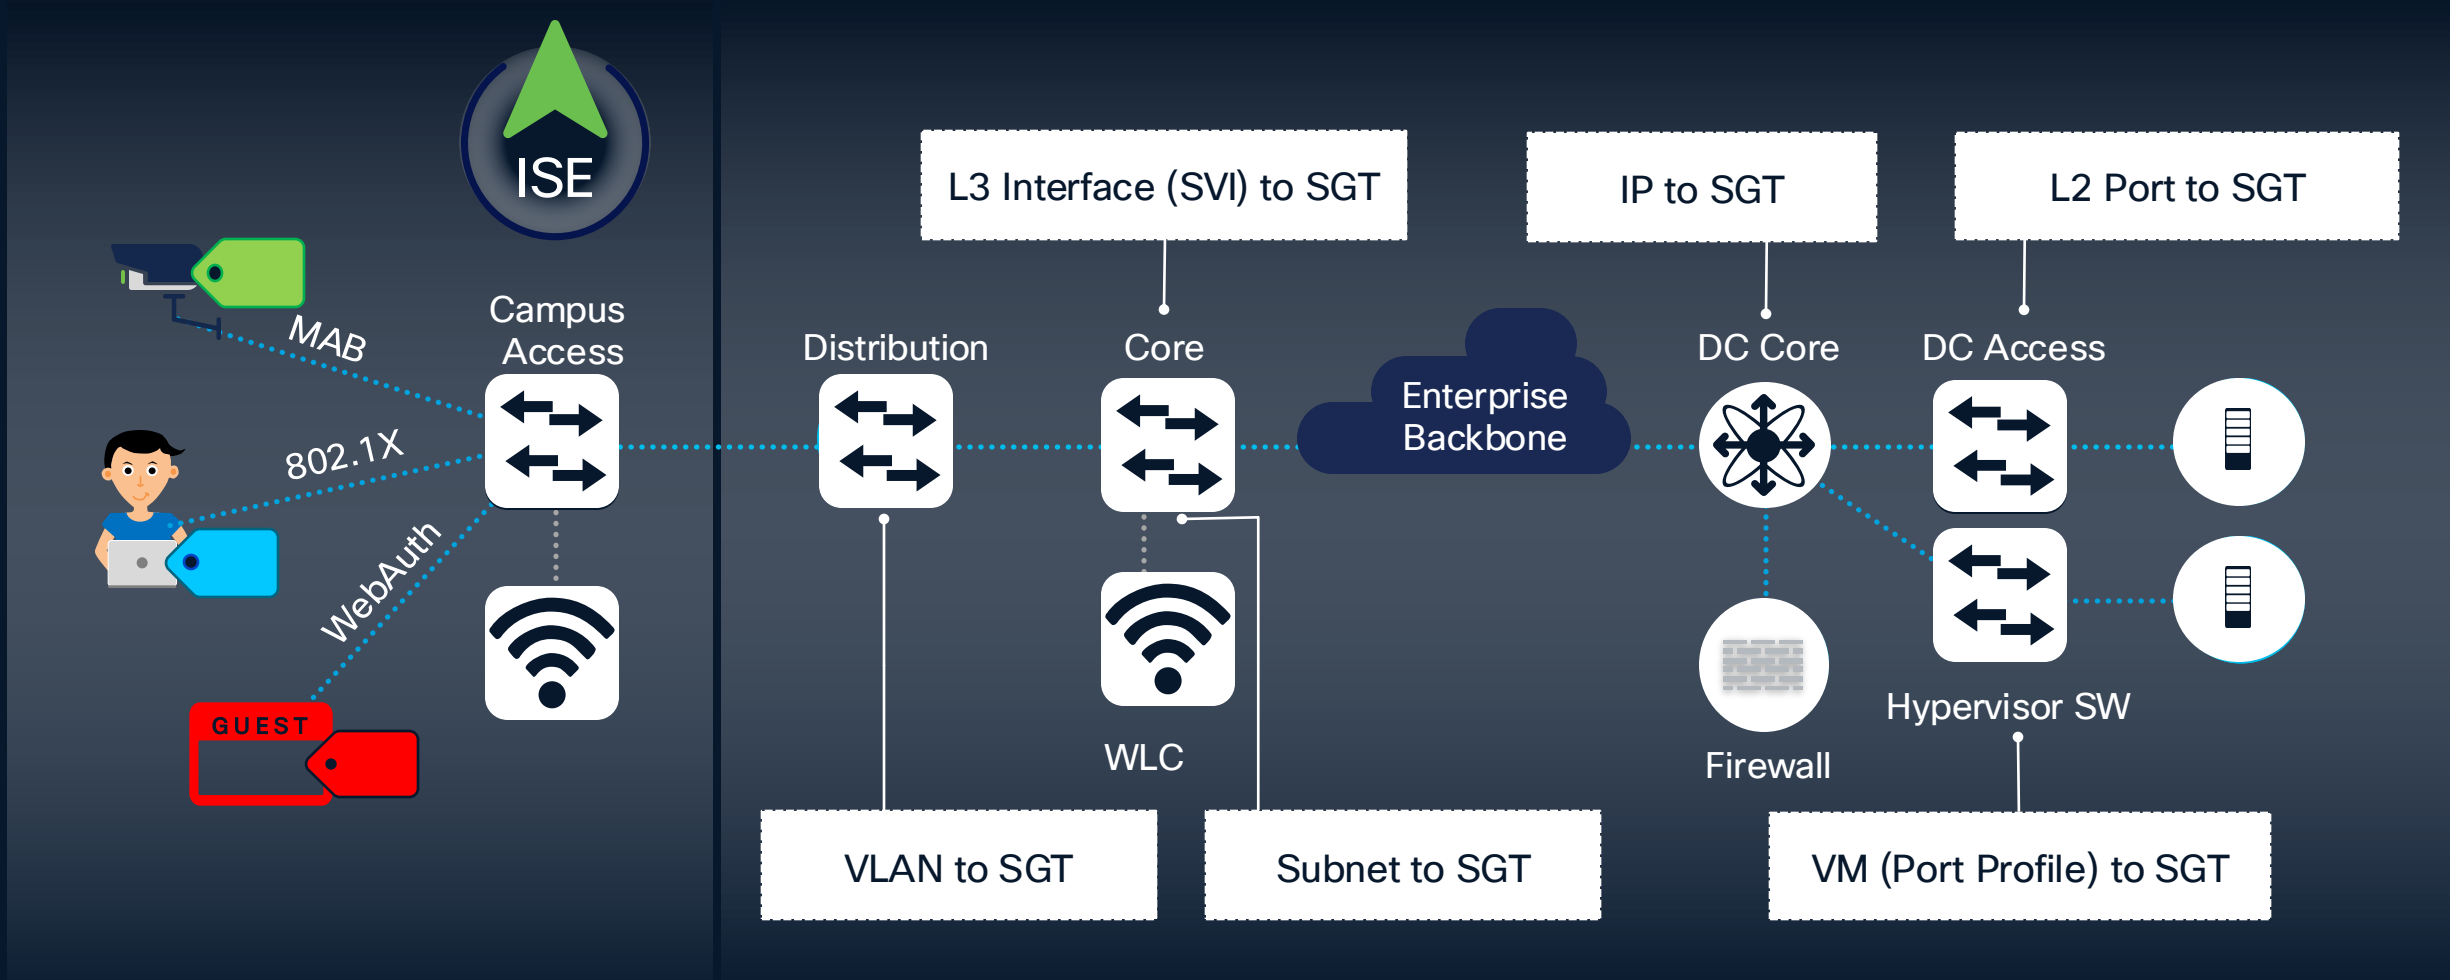 ISE
MAB
Campus
Access
802.1X
WebAuth
GUEST
L3 Interface (SVI) to SGT
IP to SGT
L2 Port to SGT
Distribution
Core
Enterprise
Backbone
DC Core
DC Access
WLC
Firewall
Hypervisor SW
VLAN to SGT
Subnet to SGT
VM (Port Profile) to SGT